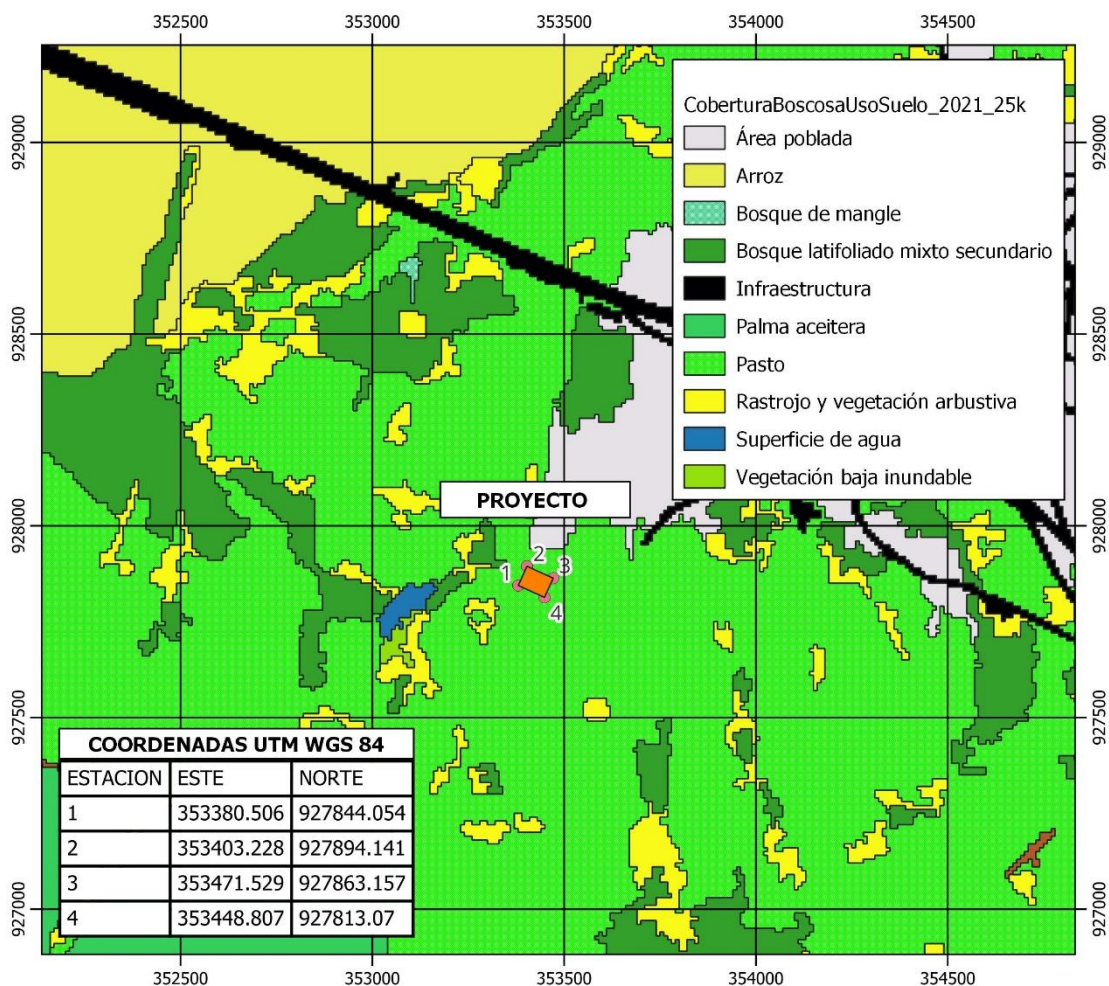 352500 353000 353500 354000 354500
CoberturaBoscosaUsoSuelo_2021_25k
Área poblada
Arroz
Bosque de mangle
Bosque latifoliado mixto secundario
Infraestructura
Palma aceitera
Pasto
Rastrojo y vegetación arbustiva
Superficie de agua
Vegetación baja inundable
929000 929000
928500 928500
928000 928000
PROYECTO
2
1 3
4
927500 927500
COORDENADAS UTM WGS 84
ESTACION ESTE NORTE
1 353380.506 927844.054
2 353403.228 927894.141
3 353471.529 927863.157
4 353448.807 927813.07
927000 927000
352500 353000 353500 354000 354500